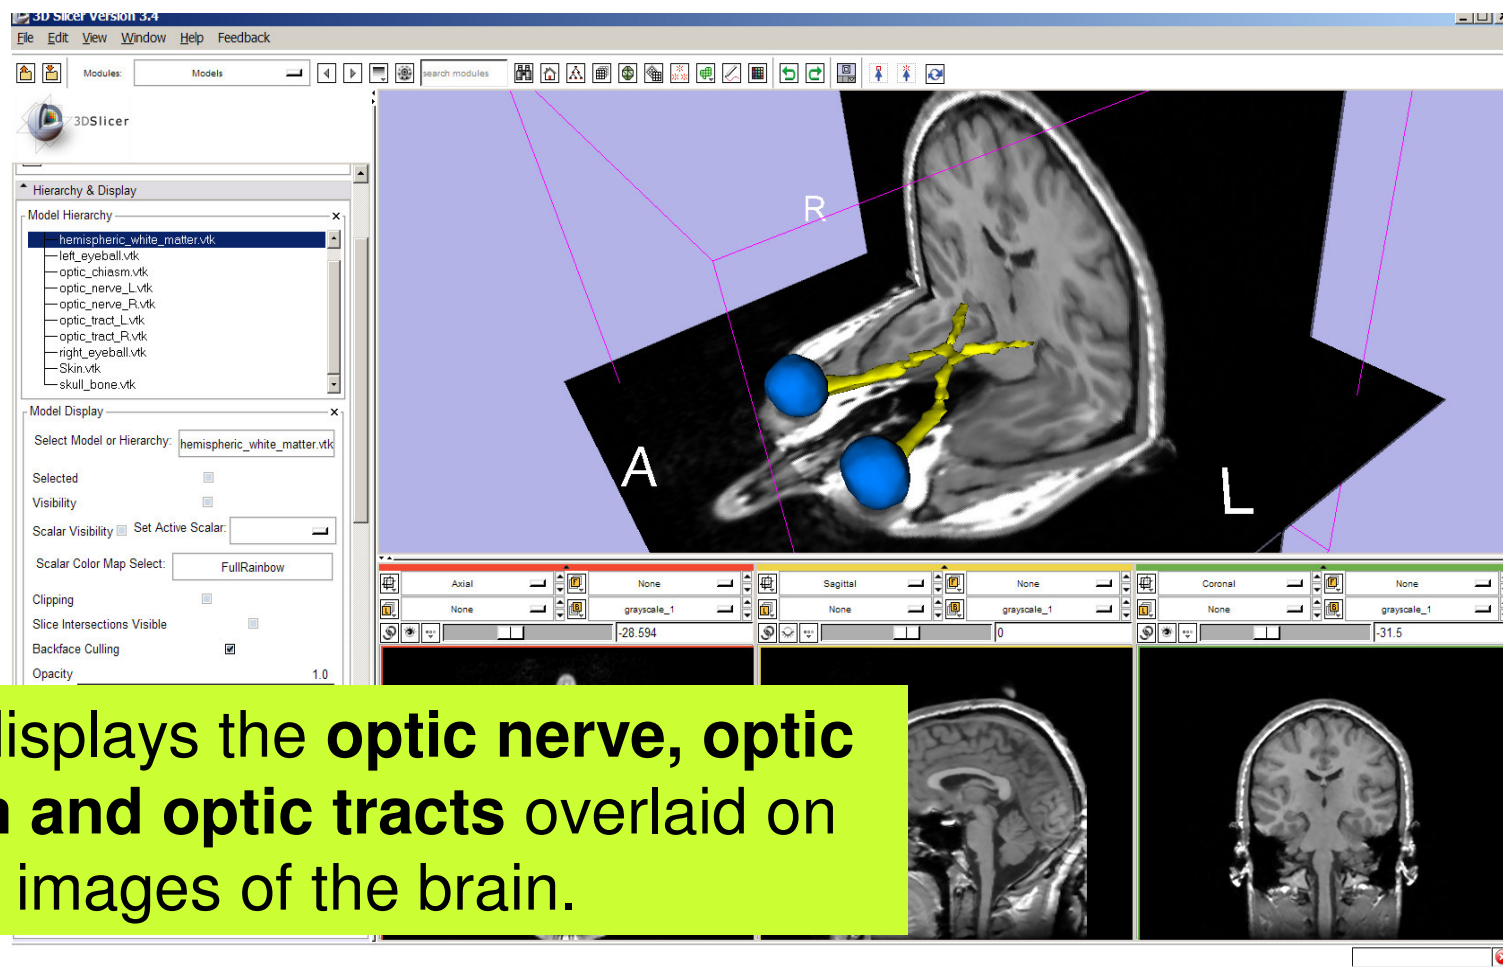 3D Slicer Version 3.4
File Edit View Window Help Feedback
Modules: Models search modules
3DSlicer
Hierarchy & Display
Model Hierarchy
hemispheric_white_matter.vtk
left_eyeball.vtk
optic_chiasm.vtk
optic_nerve_L.vtk
optic_nerve_R.vtk
optic_tract_L.vtk
optic_tract_R.vtk
right_eyeball.vtk
Skin.vtk
skull_bone.vtk
Model Display
Select Model or Hierarchy: hemispheric_white_matter.vtk
Selected
Visibility
Scalar Visibility Set Active Scalar:
Scalar Color Map Select: FullRainbow
Clipping
Slice Intersections Visible
Backface Culling
Opacity 1.0
R
A
L
Axial None
None grayscale_1
-28.594
Sagittal None
None grayscale_1
0
Coronal None
None grayscale_1
-31.5
displays the optic nerve, optic
and optic tracts overlaid on
images of the brain.